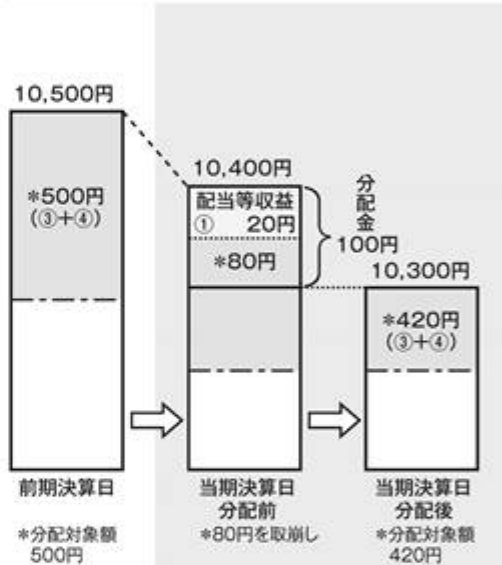 10,500円
*500円
(③+④)
前期決算日
*分配対象額
500円
10,400円
配当等収益
① 20円
*80円
分配金
100円
当期決算日
分配前
*80円を取崩し
10,300円
*420円
(③+④)
当期決算日
分配後
*分配対象額
420円